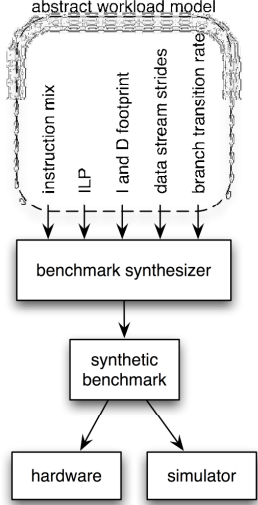 abstract workload model
instruction mix
ILP
I and D footprint
data stream strides
branch transition rate
benchmark synthesizer
synthetic
benchmark
hardware
simulator